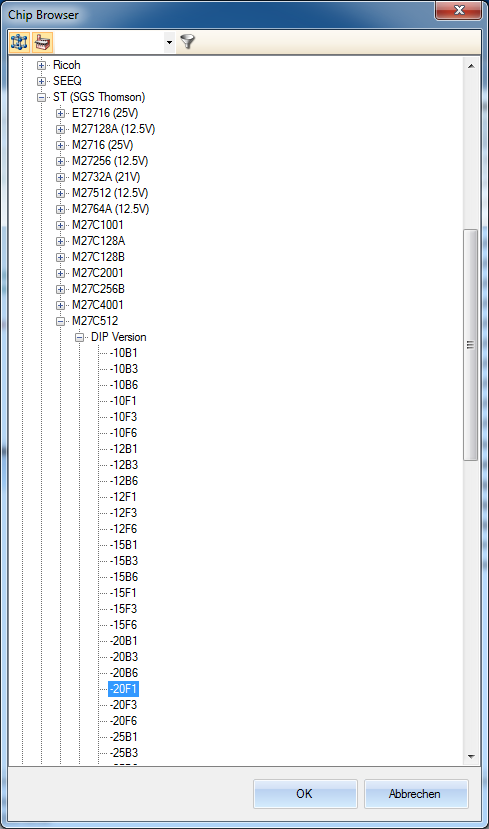 Chip Browser
Ricoh
SEEQ
ST (SGS Thomson)
ET2716 (25V)
M27128A (12.5V)
M2716 (25V)
M27256 (12.5V)
M2732A (21V)
M27512 (12.5V)
M2764A (12.5V)
M27C1001
M27C128A
M27C128B
M27C2001
M27C256B
M27C4001
M27C512
DIP Version
-10B1
-10B3
-10B6
-10F1
-10F3
-10F6
-12B1
-12B3
-12B6
-12F1
-12F3
-12F6
-15B1
-15B3
-15B6
-15F1
-15F3
-15F6
-20B1
-20B3
-20B6
-20F1
-20F3
-20F6
-25B1
-25B3
OK Abbrechen